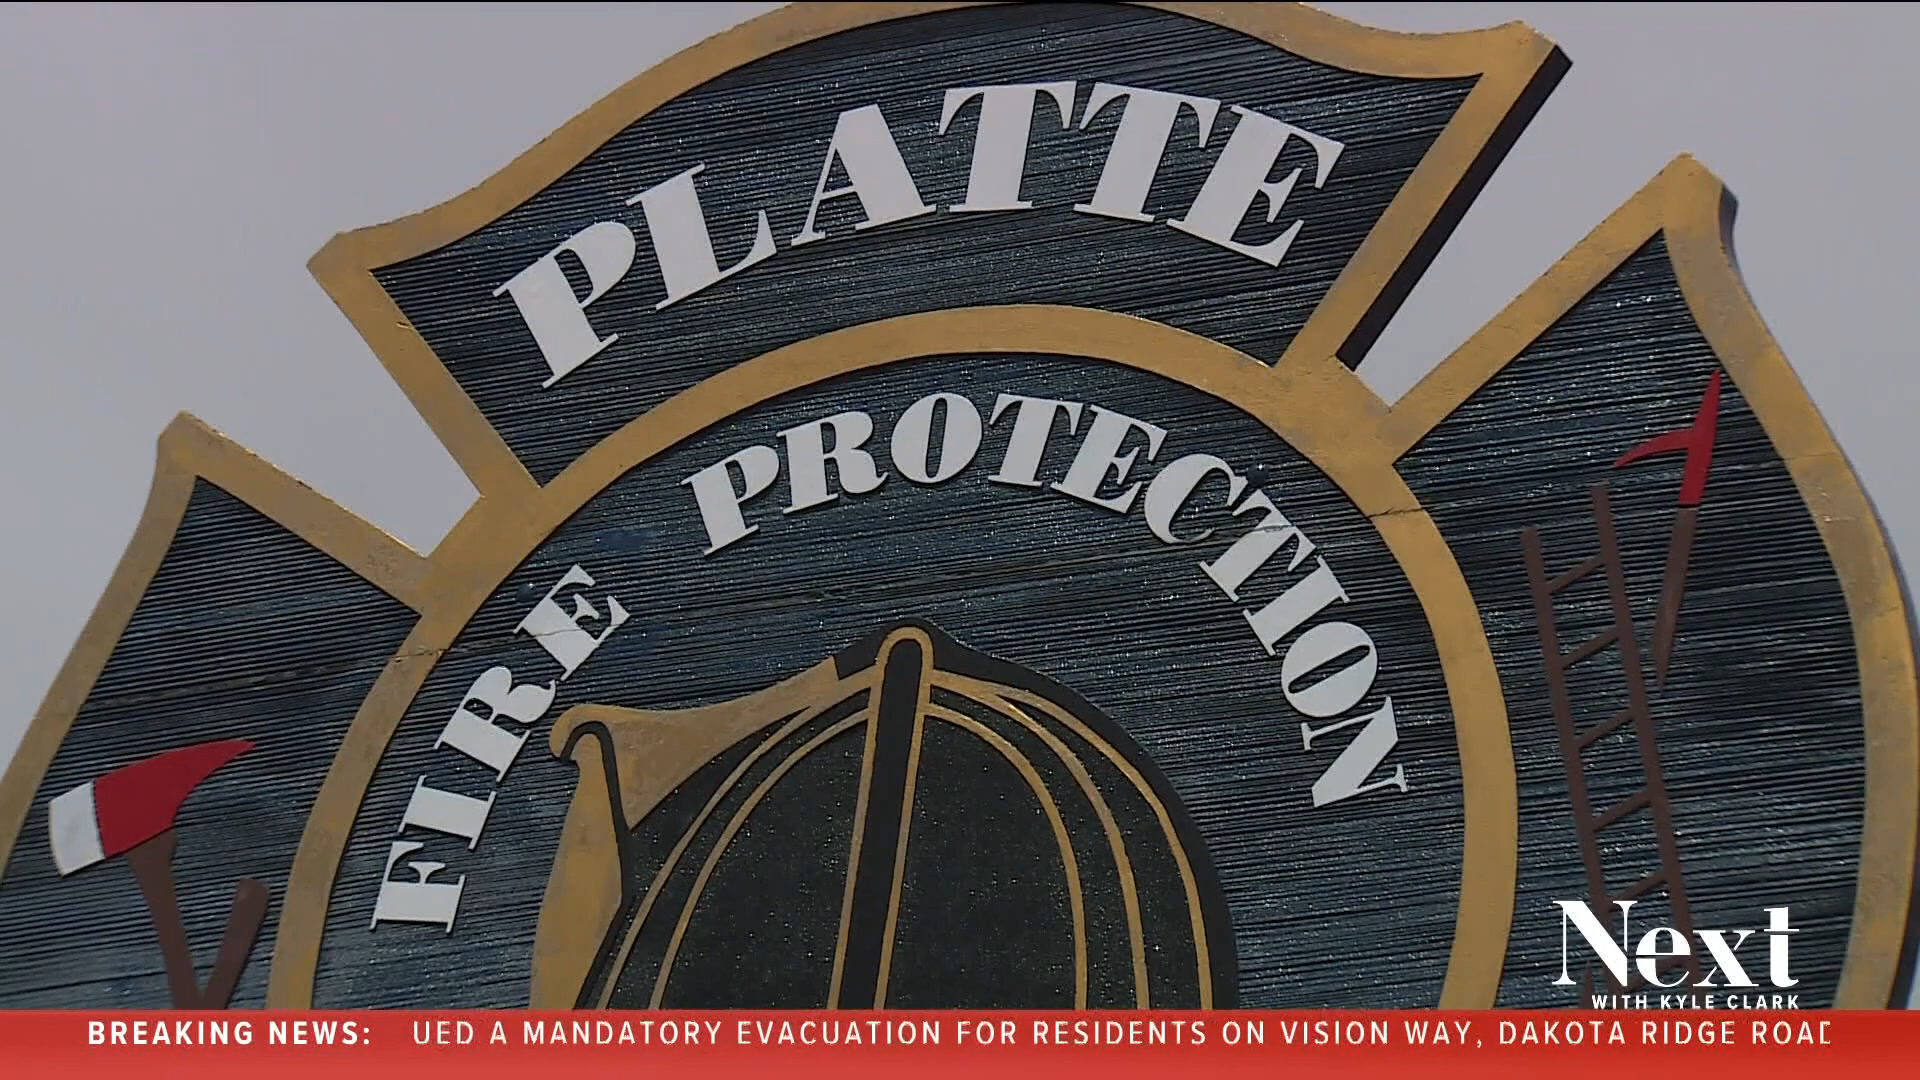 PLATTE
FIRE PROTECTION
Next
WITH KYLE CLARK
BREAKING NEWS: UED A MANDATORY EVACUATION FOR RESIDENTS ON VISION WAY, DAKOTA RIDGE ROAD